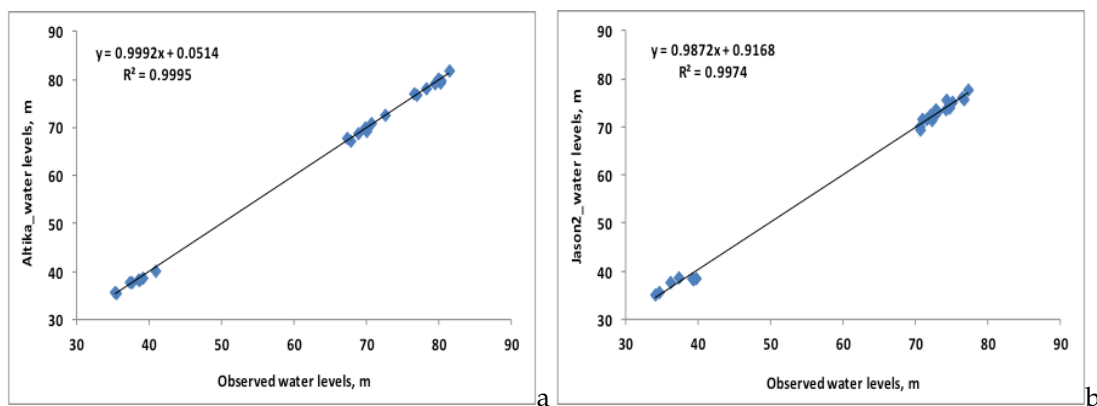 y = 0.9992x + 0.0514
R² = 0.9995
90
80
70
60
50
40
30
Altika_water levels, m
30 40 50 60 70 80 90
Observed water levels, m
a
y = 0.9872x + 0.9168
R² = 0.9974
90
80
70
60
50
40
30
Jason2_water levels, m
30 40 50 60 70 80 90
Observed water levels, m
b